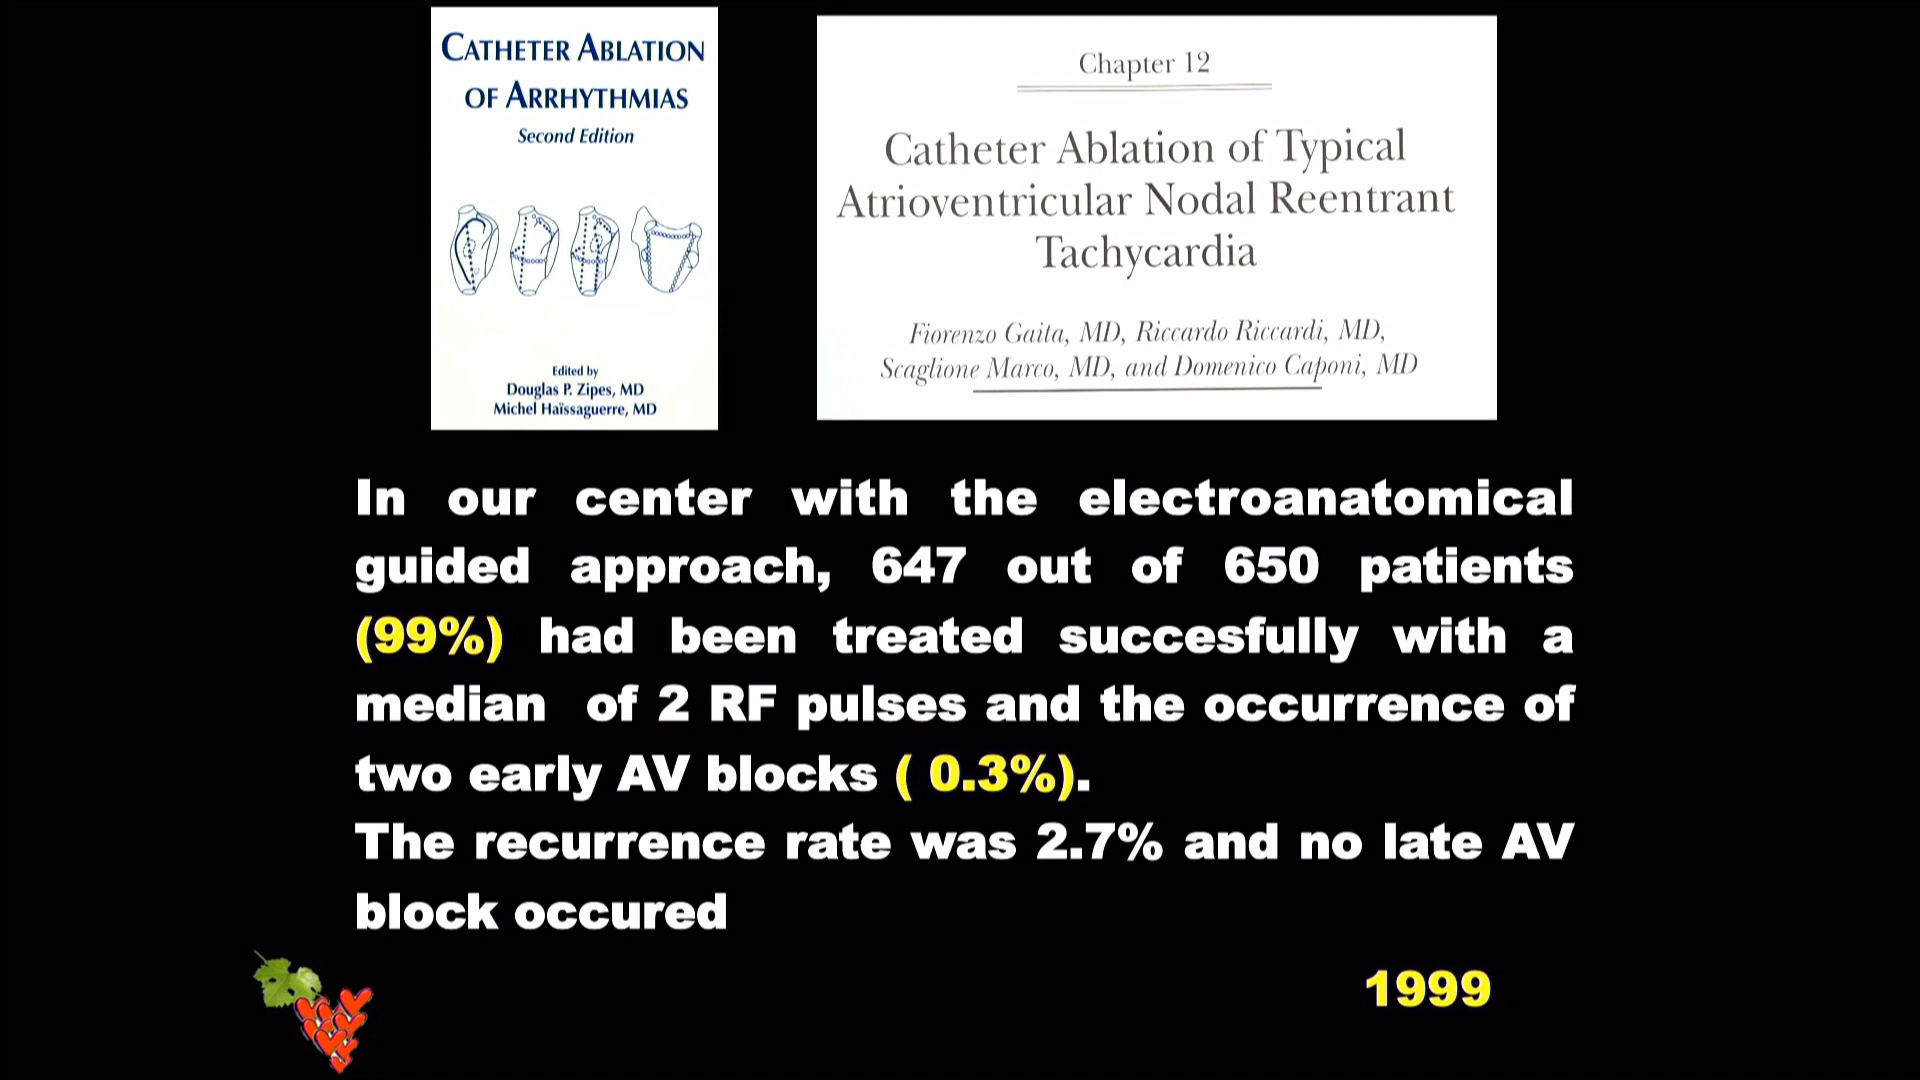 CATHETER ABLATION
OF ARRHYTHMIAS
Second Edition
Edited by
Douglas P. Zipes, MD
Michel Haïssaguerre, MD
Chapter 12
Catheter Ablation of Typical
Atrioventricular Nodal Reentrant
Tachycardia
Fiorenzo Gaita, MD, Riccardo Riccardi, MD,
Scaglione Marco, MD, and Domenico Caponi, MD
In our center with the electroanatomical
guided approach, 647 out of 650 patients
(99%) had been treated succesfully with a
median of 2 RF pulses and the occurrence of
two early AV blocks ( 0.3%).
The recurrence rate was 2.7% and no late AV
block occured
1999